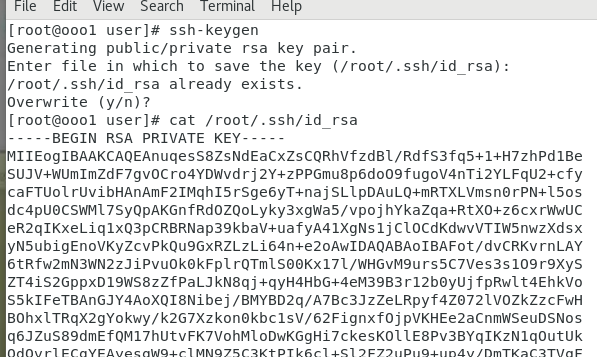 File Edit View Search Terminal Help
[root@ooo1 user]# ssh-keygen
Generating public/private rsa key pair.
Enter file in which to save the key (/root/.ssh/id_rsa):
/root/.ssh/id_rsa already exists.
Overwrite (y/n)?
[root@ooo1 user]# cat /root/.ssh/id_rsa
-----BEGIN RSA PRIVATE KEY-----
MIIEogIBAAKCAQEAnuqesS8ZsNdEaCxZsCQRhVfzdBl/RdfS3fq5+1+H7zhPd1Be
SUJV+WUmImZdF7gvOCro4YDWvdrj2Y+zPPGmu8p6doO9fugoV4nTi2YLFqU2+cfy
caFTUolrUvibHAnAmF2IMqhI5rSge6yT+najSLlpDAuLQ+mRTXLVmsn0rPN+l5os
dc4pU0CSWMl7SyQpAKGnfRdOZQoLyky3xgWa5/vpojhYkaZqa+RtXO+z6cxrWwUC
eR2qIKxeLiq1xQ3pCRBRNap39kbaV+uafyA41XgNs1jClOCdKdwvVTIW5nwzXdsx
yN5ubigEnoVKyZcvPkQu9GxRZLzLi64n+e2oAwIDAQABAoIBAFot/dvCRKvrnLAY
6tRfw2mN3WN2zJiPvuOk0kFplrQTmlS00Kx17l/WHGvM9urs5C7Ves3s1O9r9XyS
ZT4iS2GppxD19WS8zZfPaLJkN8qj+qyH4HbG+4eM39B3r12b0yUjfpRwlt4EhkVo
S5kIFeTBAnGJY4AoXQI8Nibej/BMYBD2q/A7Bc3JzZeLRpyf4Z072lVOZkZzcFwH
BOhxlTRqX2gYokwy/k2G7Xzkon0kbc1sV/62FignxfOjpVKHEe2aCnmWSeuDSNos
q6JZuS89dmEfQM17hUtvFK7VohMloDwKGgHi7ckesKOllE8Pv3BYqIKzN1qOutUk